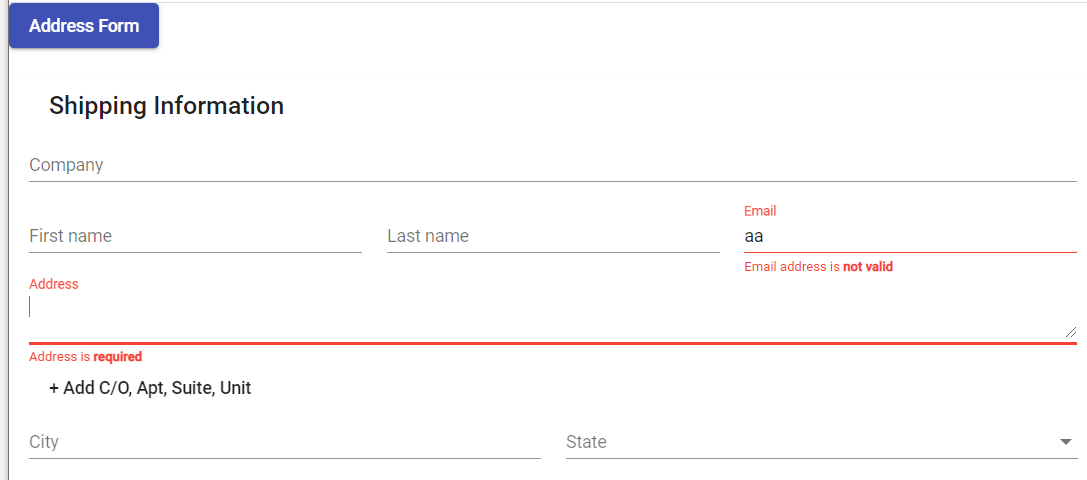 Address Form
Shipping Information
Company
Email
First name Last name aa
Email address is not valid
Address
Address is required
+ Add C/O, Apt, Suite, Unit
City State